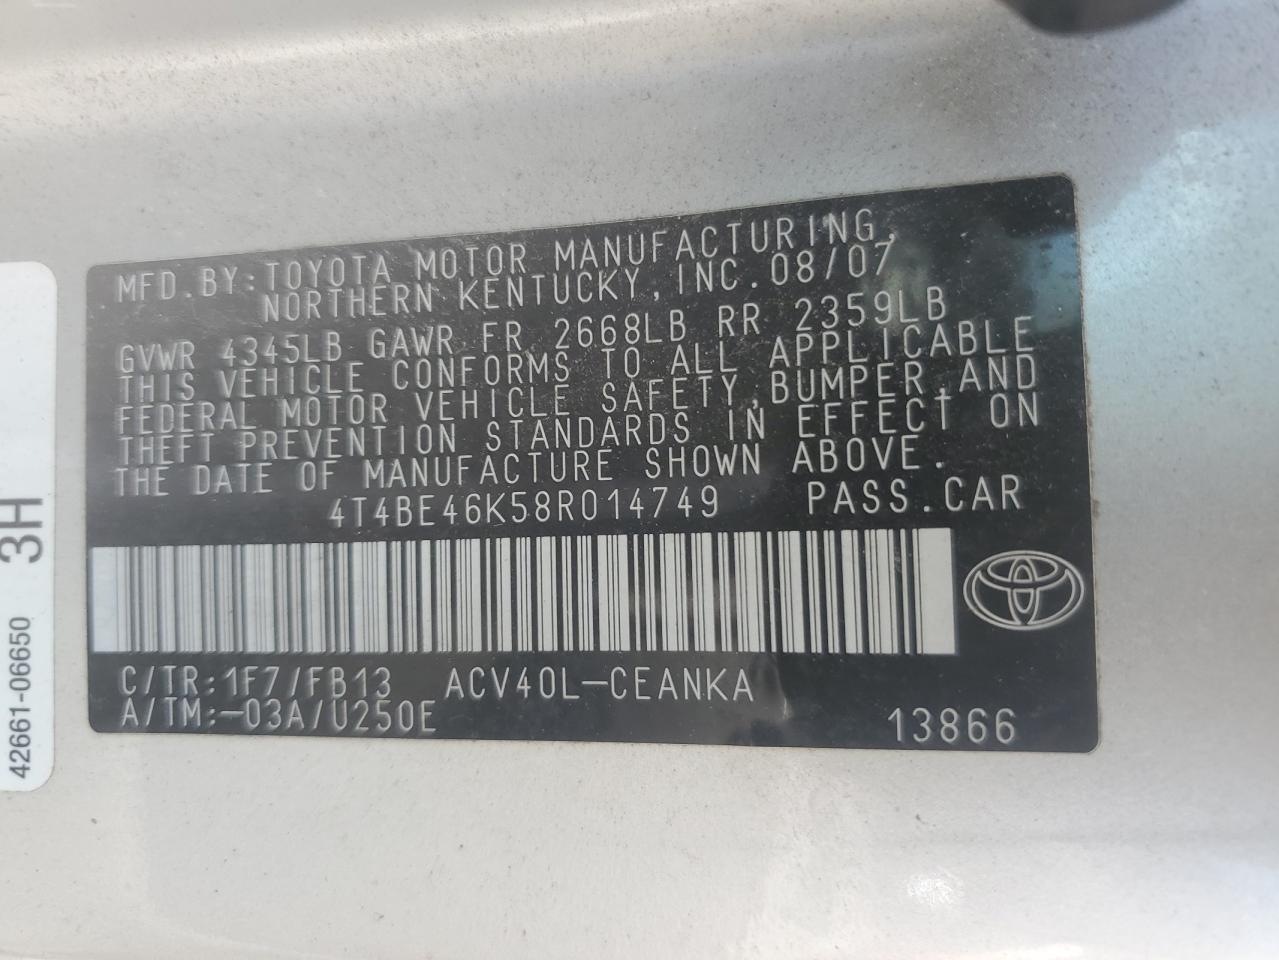 MFD.BY:TOYOTA MOTOR MANUFACTURING,
NORTHERN KENTUCKY,INC.08/07
GVWR 4345LB GAWR FR 2668LB RR 2359LB
THIS VEHICLE CONFORMS TO ALL APPLICABLE
FEDERAL MOTOR VEHICLE SAFETY,BUMPER,AND
THEFT PREVENTION STANDARDS IN EFFECT ON
THE DATE OF MANUFACTURE SHOWN ABOVE.
4T4BE46K58R014749 PASS.CAR
C/TR:1F7/FB13 ACV40L-CEANKA
A/TM:-03A/U250E 13866
42661-06650 3H